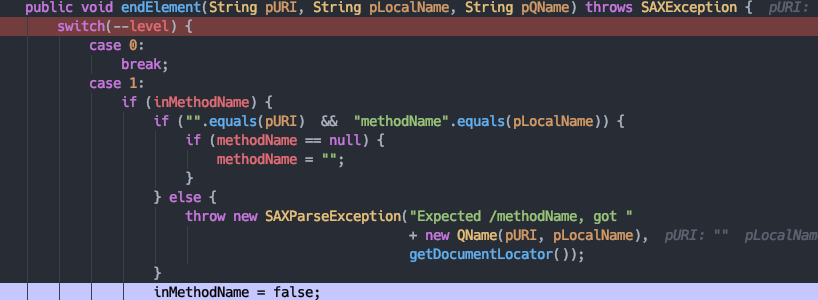 public void endElement(String pURI, String pLocalName, String pQName) throws SAXException { pURI:
switch(--level) {
case 0:
break;
case 1:
if (inMethodName) {
if ("".equals(pURI) && "methodName".equals(pLocalName)) {
if (methodName == null) {
methodName = "";
}
} else {
throw new SAXParseException("Expected /methodName, got "
+ new QName(pURI, pLocalName), pURI: "" pLocalNam
getDocumentLocator());
}
inMethodName = false;